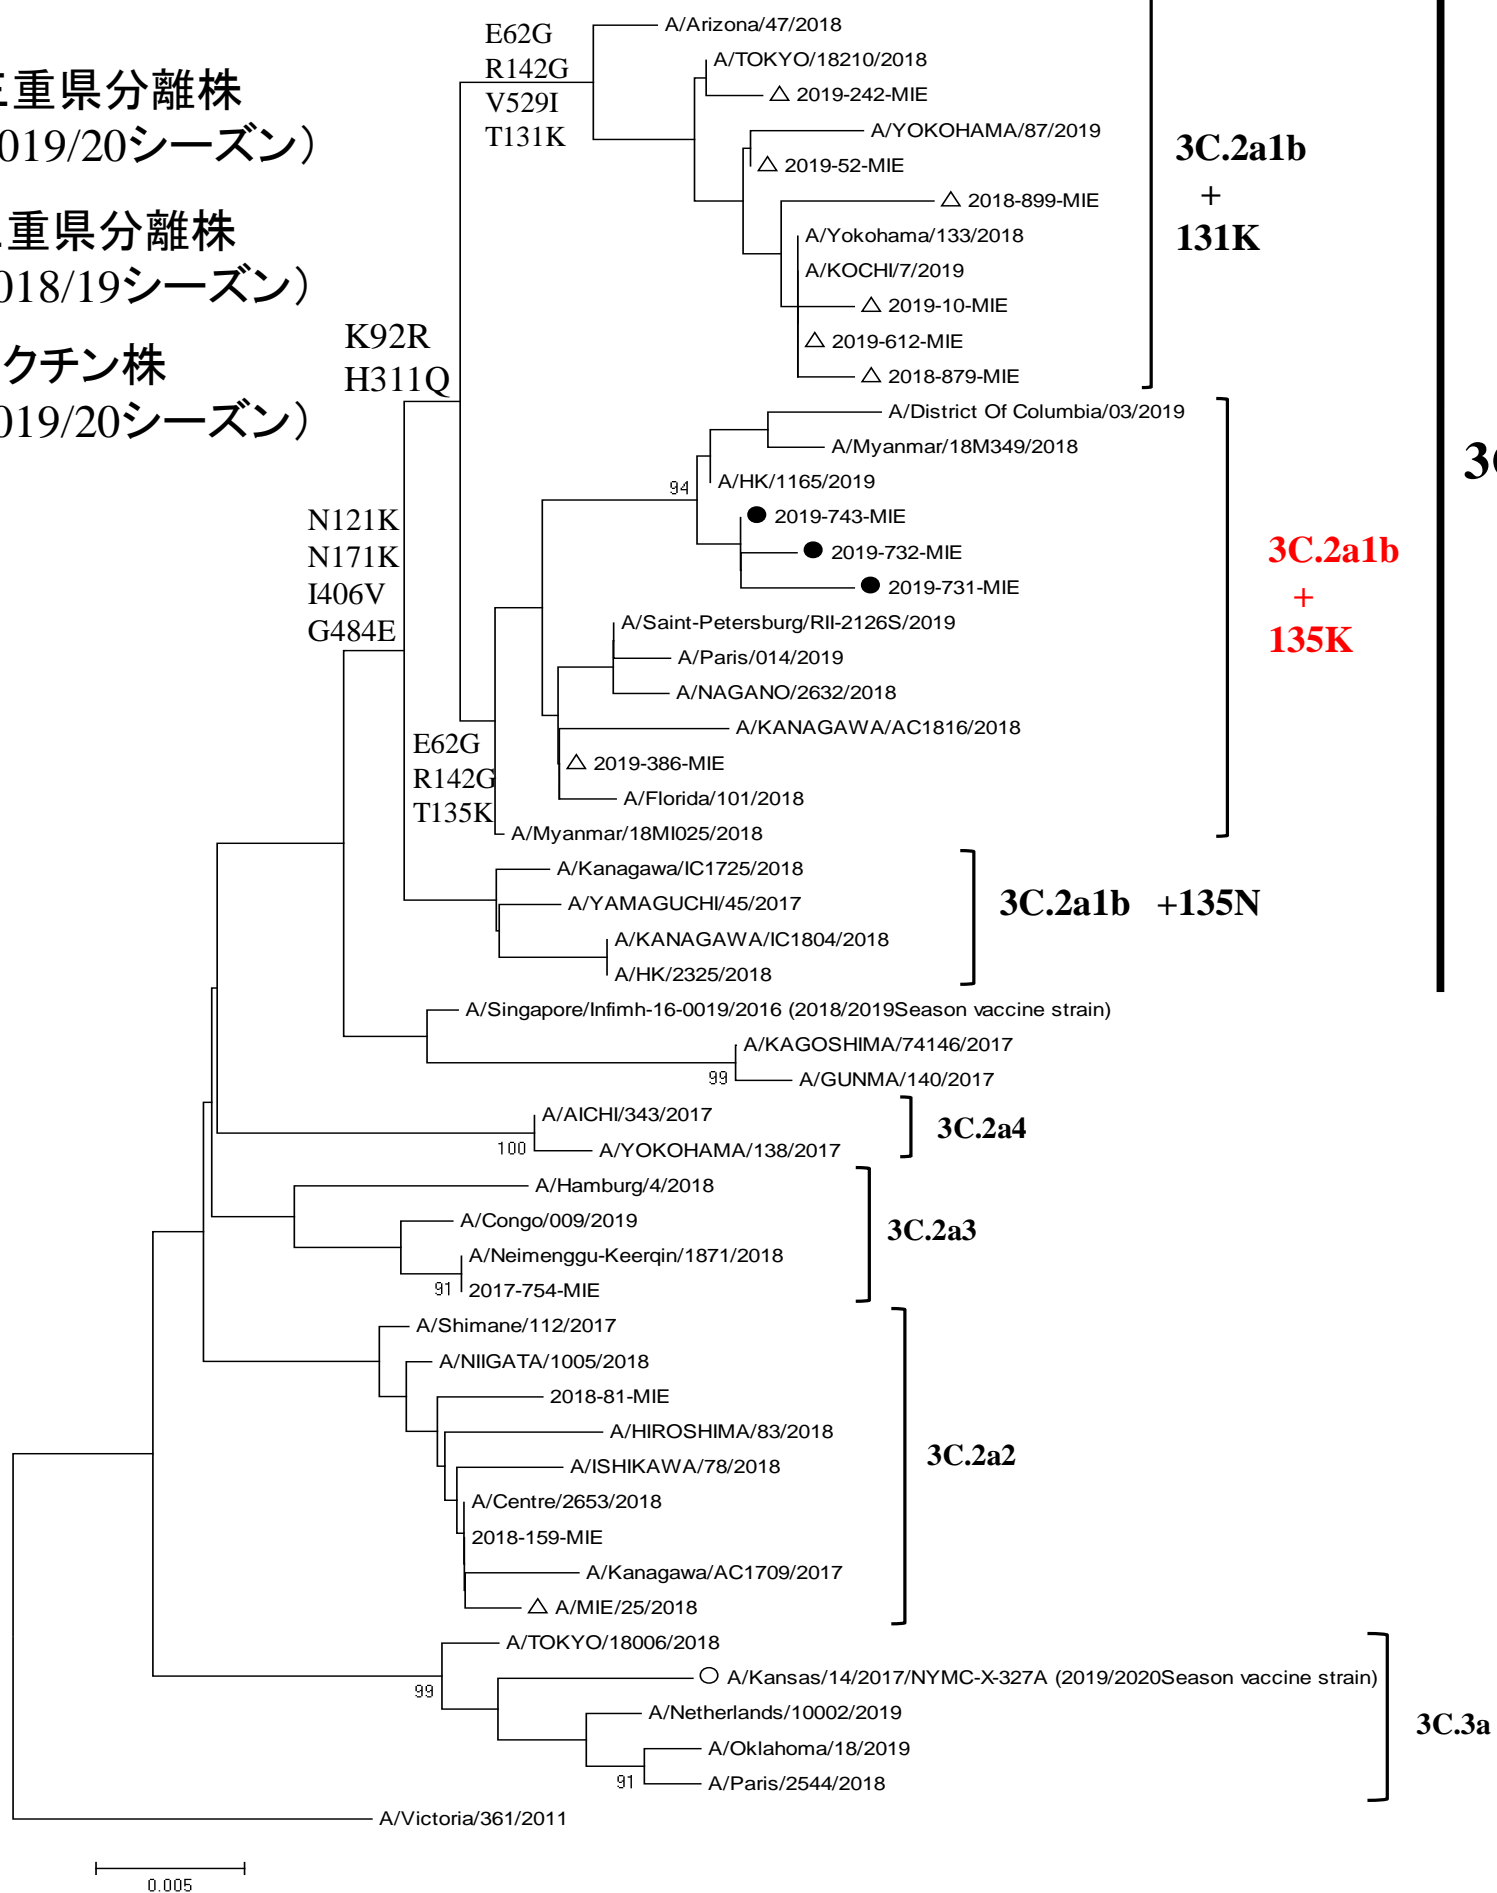 三重県分離株
019/20シーズン）
重県分離株
018/19シーズン）
クチン株
019/20シーズン）
E62G
R142G
V529I
T131K
K92R
H311Q
N121K
N171K
I406V
G484E
E62G
R142G
T135K
A/Arizona/47/2018
A/TOKYO/18210/2018
△ 2019-242-MIE
A/YOKOHAMA/87/2019
△ 2019-52-MIE
△ 2018-899-MIE
A/Yokohama/133/2018
A/KOCHI/7/2019
△ 2019-10-MIE
△ 2019-612-MIE
△ 2018-879-MIE
3C.2a1b
+
131K
A/District Of Columbia/03/2019
A/Myanmar/18M349/2018
A/HK/1165/2019
94
● 2019-743-MIE
● 2019-732-MIE
● 2019-731-MIE
A/Saint-Petersburg/RII-2126S/2019
A/Paris/014/2019
A/NAGANO/2632/2018
A/KANAGAWA/AC1816/2018
△ 2019-386-MIE
A/Florida/101/2018
A/Myanmar/18MI025/2018
3C.2a1b
+
135K
A/Kanagawa/IC1725/2018
A/YAMAGUCHI/45/2017
A/KANAGAWA/IC1804/2018
A/HK/2325/2018
3C.2a1b +135N
A/Singapore/Infimh-16-0019/2016 (2018/2019Season vaccine strain)
A/KAGOSHIMA/74146/2017
99
A/GUNMA/140/2017
A/AICHI/343/2017
100
A/YOKOHAMA/138/2017
3C.2a4
A/Hamburg/4/2018
A/Congo/009/2019
A/Neimenggu-Keerqin/1871/2018
91
2017-754-MIE
3C.2a3
A/Shimane/112/2017
A/NIIGATA/1005/2018
2018-81-MIE
A/HIROSHIMA/83/2018
A/ISHIKAWA/78/2018
A/Centre/2653/2018
2018-159-MIE
A/Kanagawa/AC1709/2017
△ A/MIE/25/2018
3C.2a2
A/TOKYO/18006/2018
99
○ A/Kansas/14/2017/NYMC-X-327A (2019/2020Season vaccine strain)
A/Netherlands/10002/2019
A/Oklahoma/18/2019
91
A/Paris/2544/2018
3C.3a
A/Victoria/361/2011
0.005